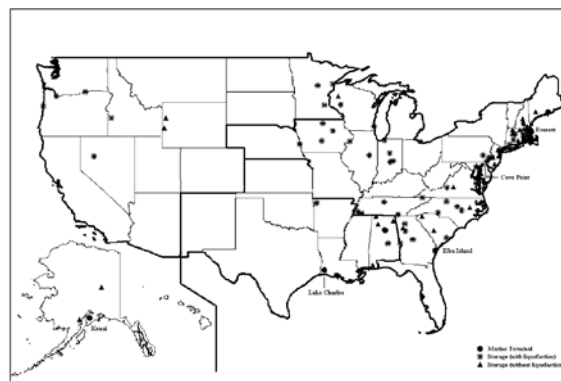 Everett
Cove Point
Elba Island
Lake Charles
Kenai
Marine Terminal
Storage (with liquefaction)
Storage (without liquefaction)